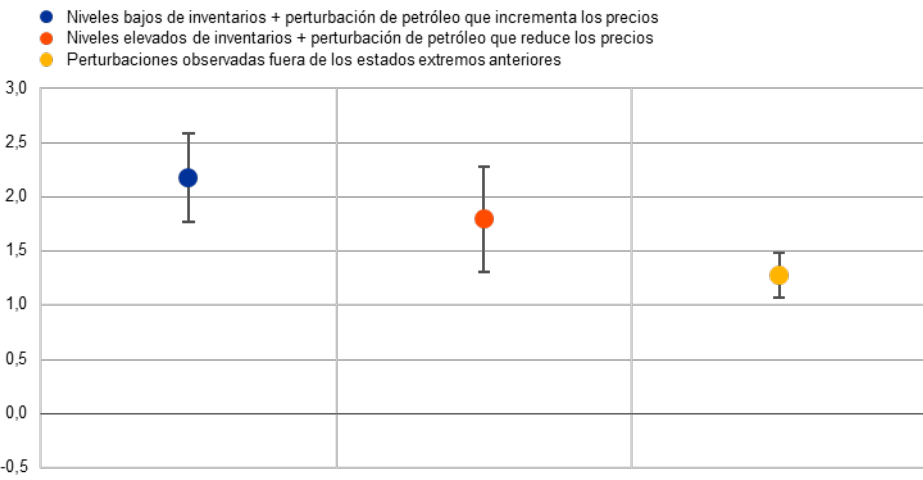 Niveles bajos de inventarios + perturbación de petróleo que incrementa los precios
Niveles elevados de inventarios + perturbación de petróleo que reduce los precios
Perturbaciones observadas fuera de los estados extremos anteriores
3,0
2,5
2,0
1,5
1,0
0,5
0,0
-0,5